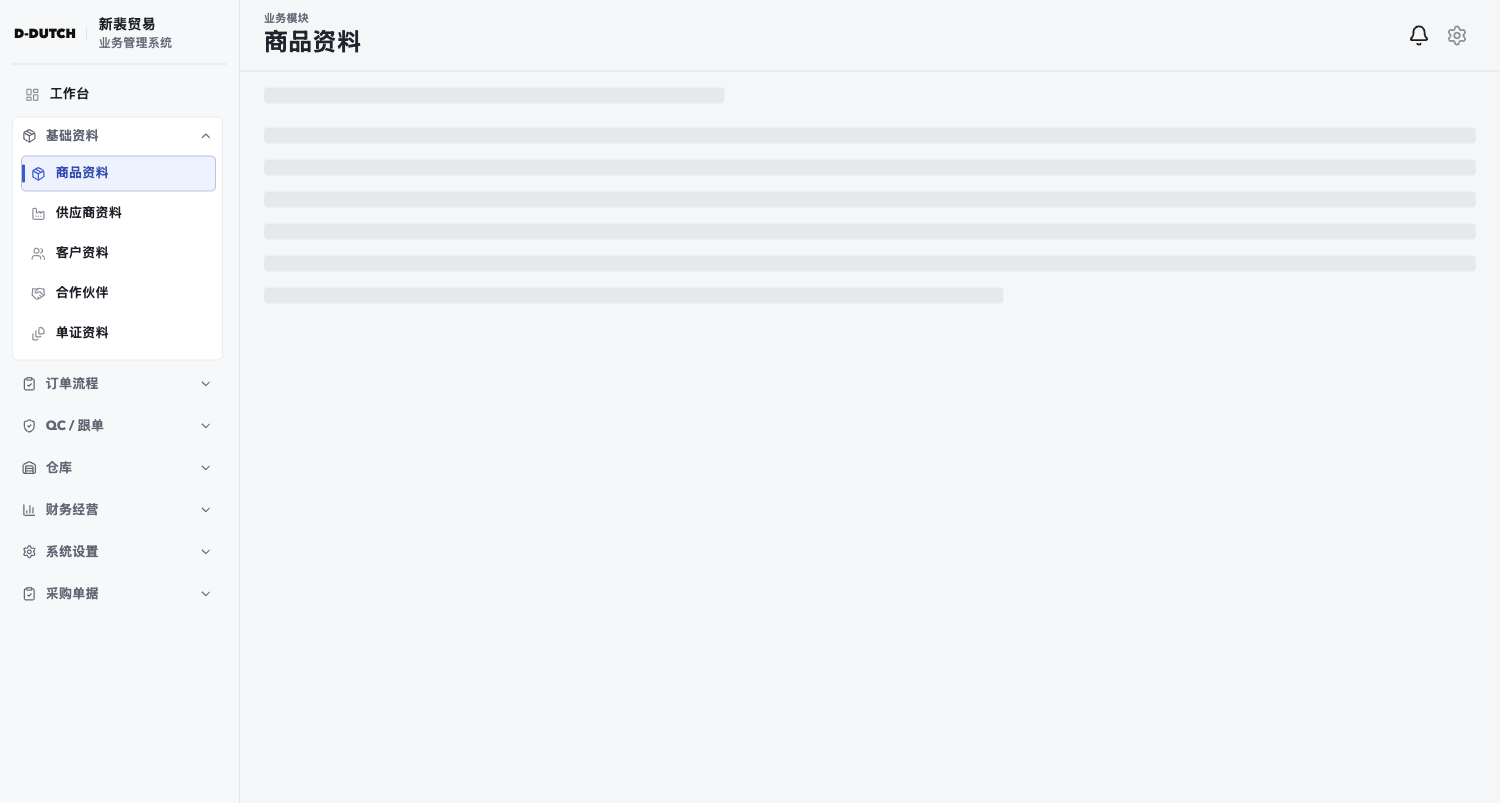 D-DUTCH
新装贸易
业务管理系统
工作台
基础资料
商品资料
供应商资料
客户资料
合作伙伴
单证资料
订单流程
QC / 跟单
仓库
财务经营
系统设置
采购单据
业务模块
商品资料